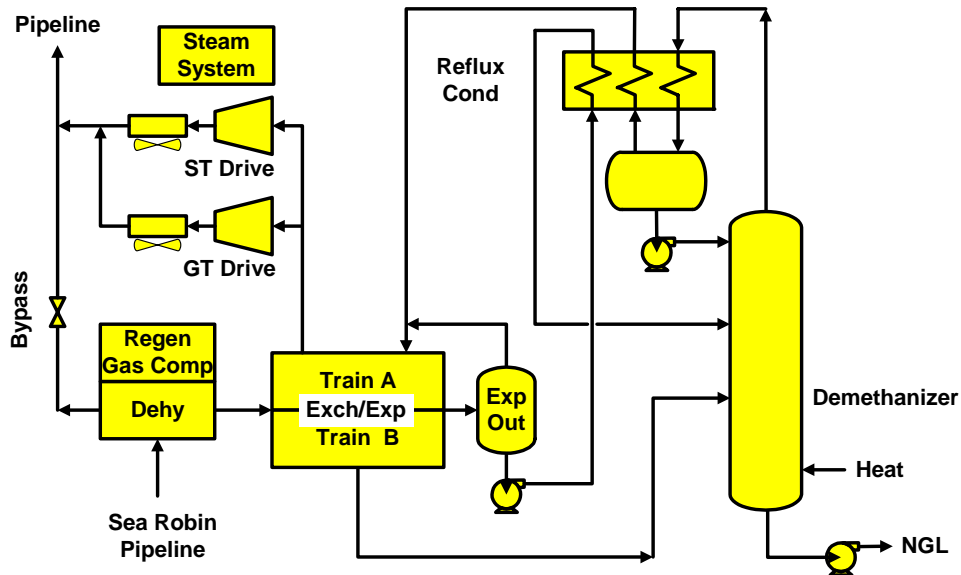 Pipeline
Steam
System
Reflux
Cond
ST Drive
GT Drive
Bypass
Regen
Gas Comp
Dehy
Train A
Exch/Exp
Train B
Exp
Out
Demethanizer
Heat
Sea Robin
Pipeline
NGL